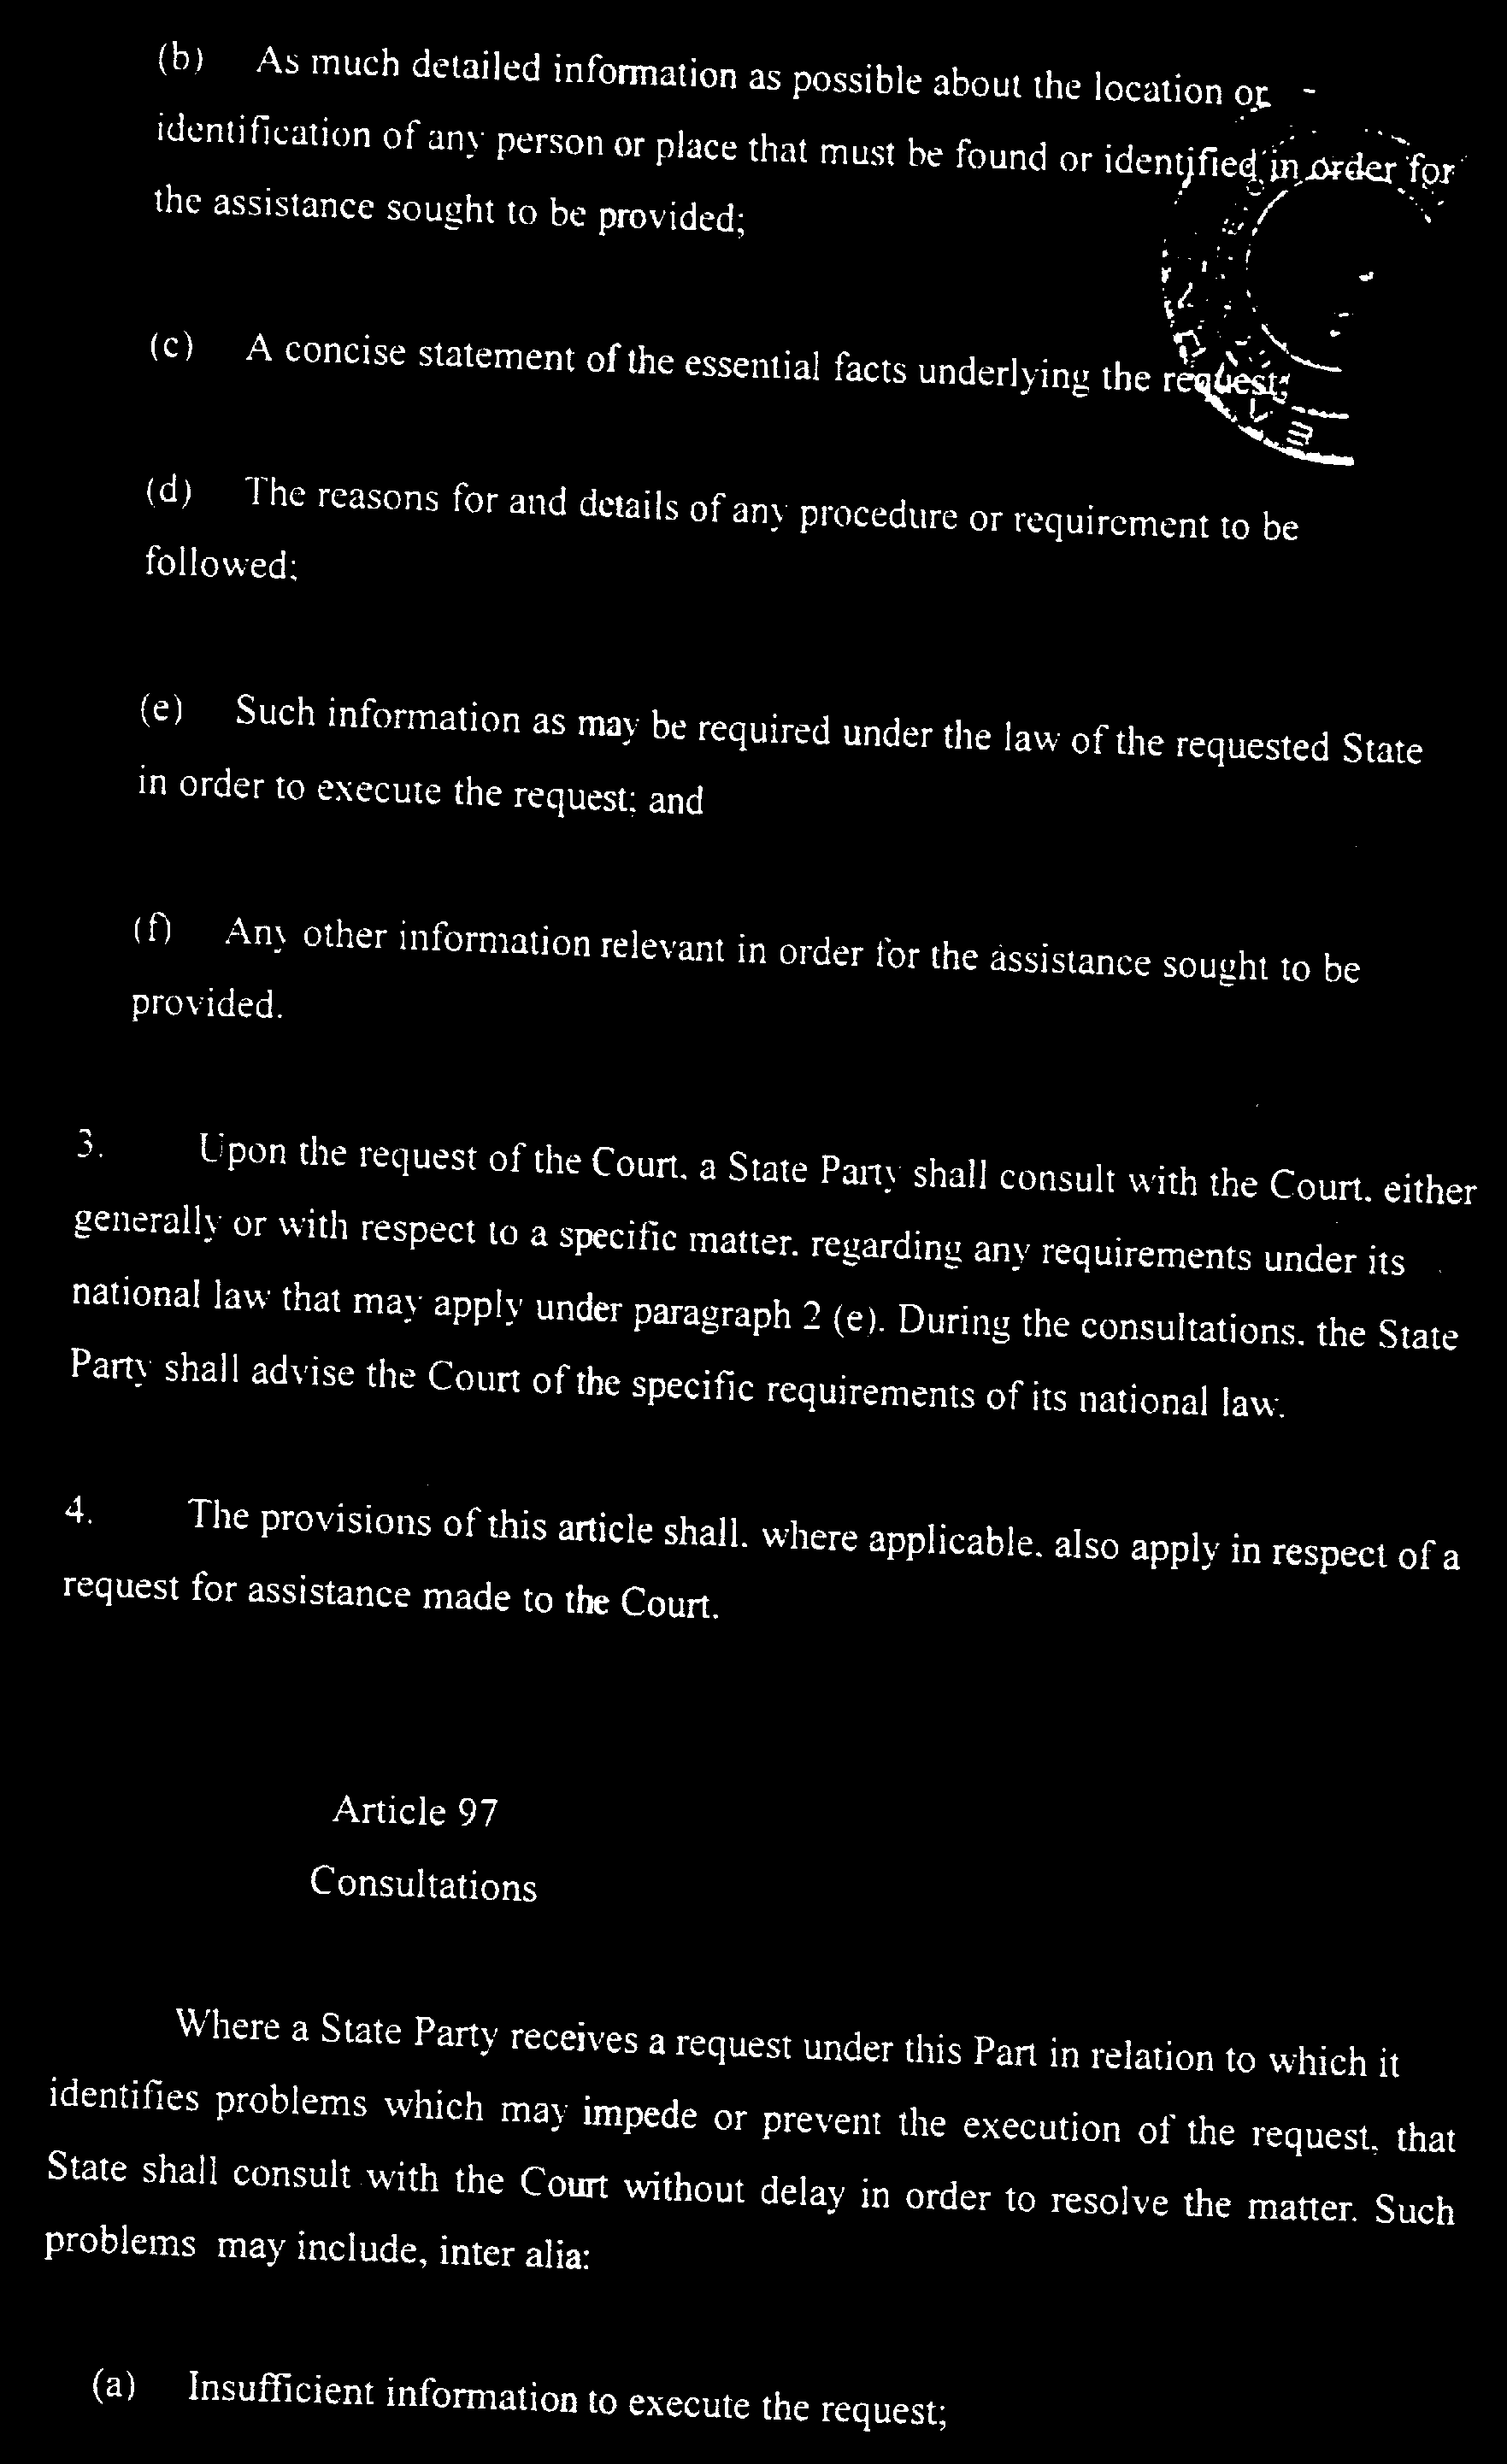 (b) As much detailed information as possible about the location or
identification of any person or place that must be found or identified in order for
the assistance sought to be provided;
(c) A concise statement of the essential facts underlying the request;
(d) The reasons for and details of any procedure or requirement to be
followed;
(e) Such information as may be required under the law of the requested State
in order to execute the request; and
(f) Any other information relevant in order for the assistance sought to be
provided.
3. Upon the request of the Court, a State Party shall consult with the Court, either
generally or with respect to a specific matter, regarding any requirements under its
national law that may apply under paragraph 2 (e). During the consultations, the State
Party shall advise the Court of the specific requirements of its national law.
4. The provisions of this article shall, where applicable, also apply in respect of a
request for assistance made to the Court.
Article 97
Consultations
Where a State Party receives a request under this Part in relation to which it
identifies problems which may impede or prevent the execution of the request, that
State shall consult with the Court without delay in order to resolve the matter. Such
problems may include, inter alia:
(a) Insufficient information to execute the request;